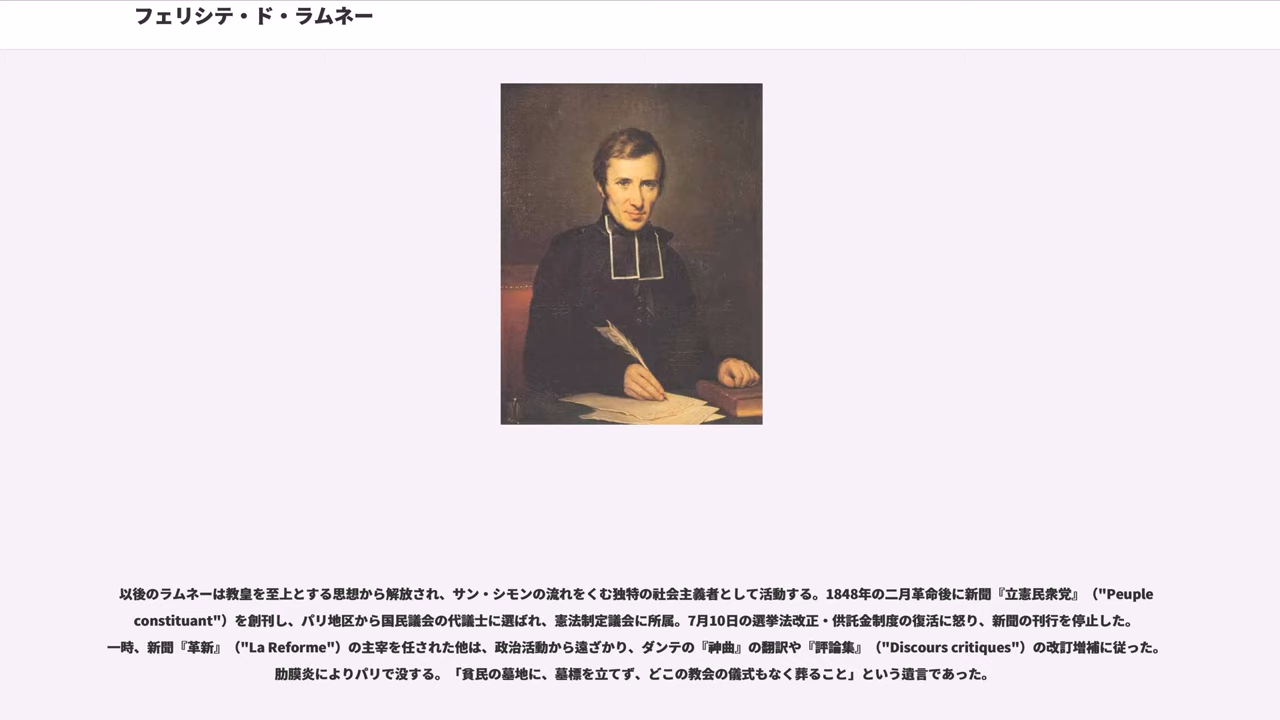 フェリシテ・ド・ラムネー
以後のラムネーは教皇を至上とする思想から解放され、サン・シモンの流れをくむ独特の社会主義者として活動する。1848年の二月革命後に新聞『立憲民衆党』（"Peuple
constituant"）を創刊し、パリ地区から国民議会の代議士に選ばれ、憲法制定議会に所属。7月10日の選挙法改正・供託金制度の復活に怒り、新聞の刊行を停止した。
一時、新聞『革新』（"La Reforme"）の主宰を任された他は、政治活動から遠ざかり、ダンテの『神曲』の翻訳や『評論集』（"Discours critiques"）の改訂増補に従った。
肋膜炎によりパリで没する。「貧民の墓地に、墓標を立てず、どこの教会の儀式もなく葬ること」という遺言であった。